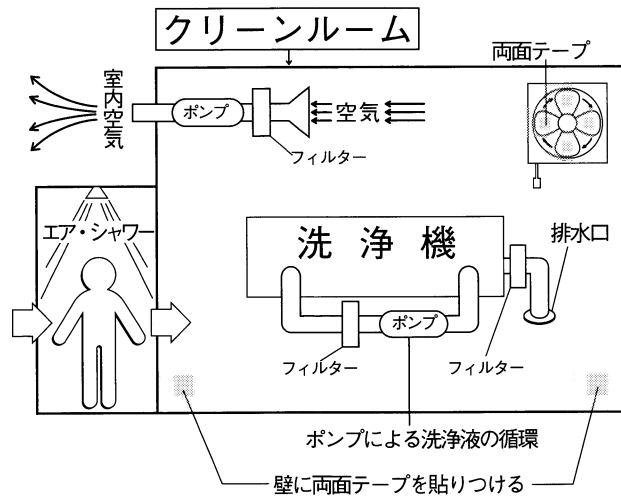 クリーンルーム
両面テープ
室内空気
ポンプ
空気
フィルター
エア・シャワー
洗浄機
排水口
ポンプ
フィルター
フィルター
ポンプによる洗浄液の循環
壁に両面テープを貼りつける